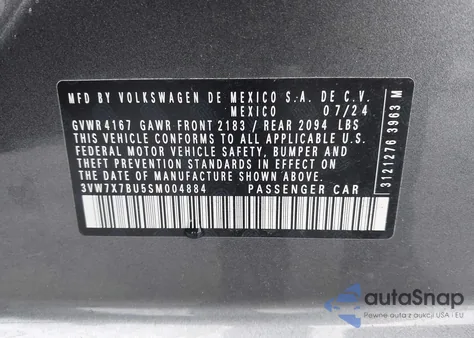 MFD BY VOLKSWAGEN DE MEXICO S.A. DE C.V.
07/24
GVWR 4167 GAWR FRONT 2183 / REAR 2094 LBS
THIS VEHICLE CONFORMS TO ALL APPLICABLE U.S.
FEDERAL MOTOR VEHICLE SAFETY, BUMPER AND
THEFT PREVENTION STANDARDS IN EFFECT ON
THE DATE OF MANUFACTURE SHOWN ABOVE.
3VW7X7BU5SM004884 PASSENGER CAR
3121276 3963 M
autoSnap
Pewne auta z aukcji USA i EU